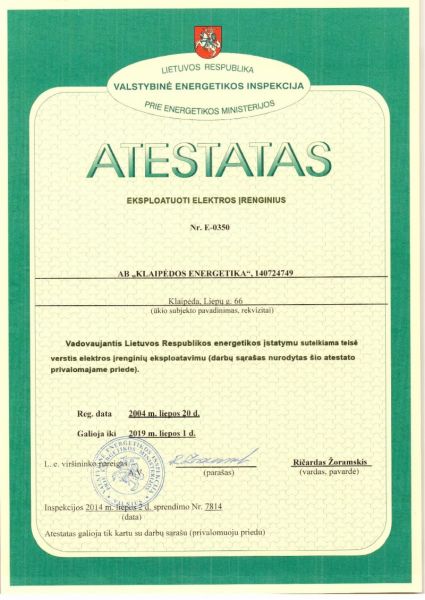 LIETUVOS RESPUBLIKA
VALSTYBINĖ ENERGETIKOS INSPEKCIJA
PRIE ENERGETIKOS MINISTERIJOS
ATESTATAS
EKSPLOATUOTI ELEKTROS ĮRENGINIUS
Nr. E-0350
AB „KLAIPĖDOS ENERGETIKA“, 140724749
Klaipėda, Liepų g. 66
(ūkio subjekto pavadinimas, rekvizitai)
Vadovaujantis Lietuvos Respublikos energetikos įstatymu suteikiama teisė
verstis elektros įrenginių eksploatavimu (darbų sąrašas nurodytas šio atestato
privalomajame priede).
Reg. data 2004 m. liepos 20 d.
Galioja iki 2019 m. liepos 1 d.
L. e. viršininko pareigas Ričardas Žoramskis
A.V. (parašas) (vardas, pavardė)
Inspekcijos 2014 m. liepos 2 d. sprendimo Nr. 7814
(data)
Atestatas galioja tik kartu su darbų sąrašu (privalomuoju priedu)